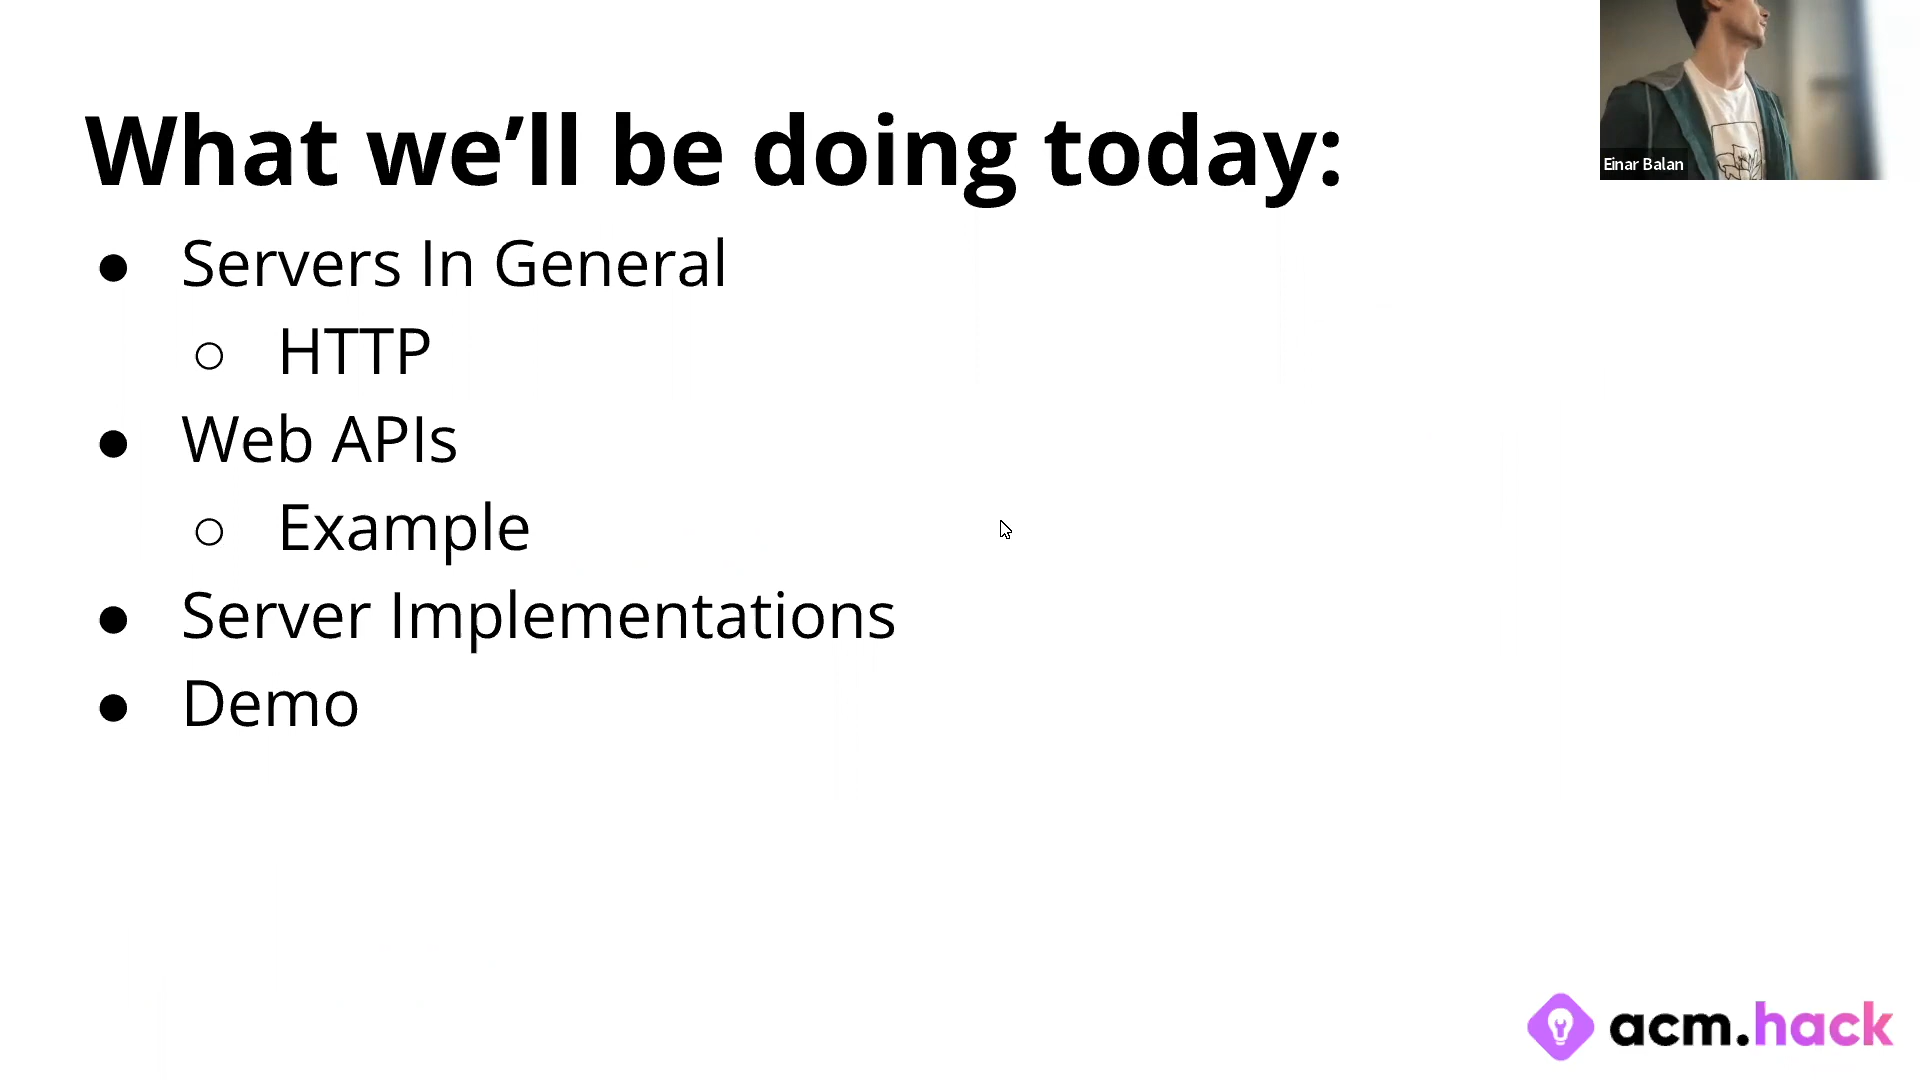 What we’ll be doing today:
● Servers In General
○ HTTP
● Web APIs
○ Example
● Server Implementations
● Demo
Einar Balan
acm.hack